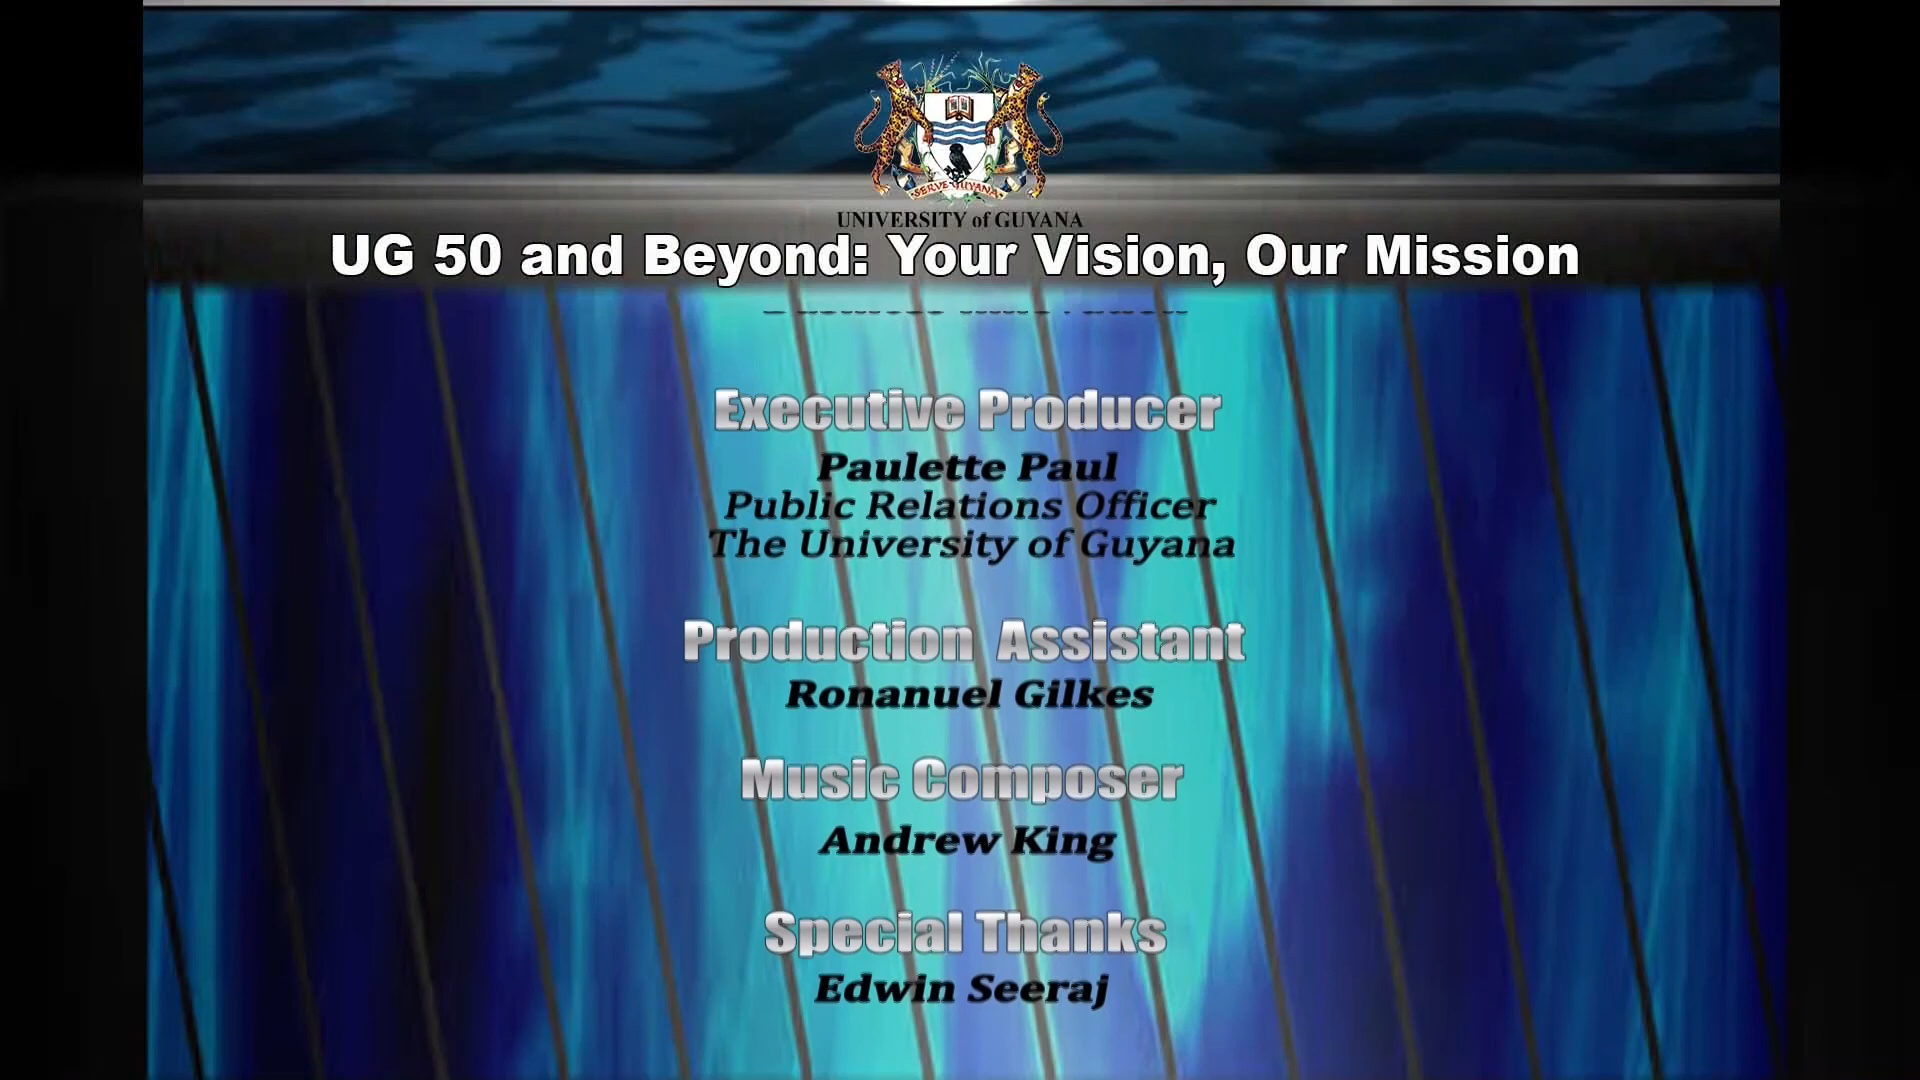 SERVE GUYANA
UNIVERSITY of GUYANA
UG 50 and Beyond: Your Vision, Our Mission
Executive Producer
Paulette Paul
Public Relations Officer
The University of Guyana
Production Assistant
Ronanuel Gilkes
Music Composer
Andrew King
Special Thanks
Edwin Seeraj